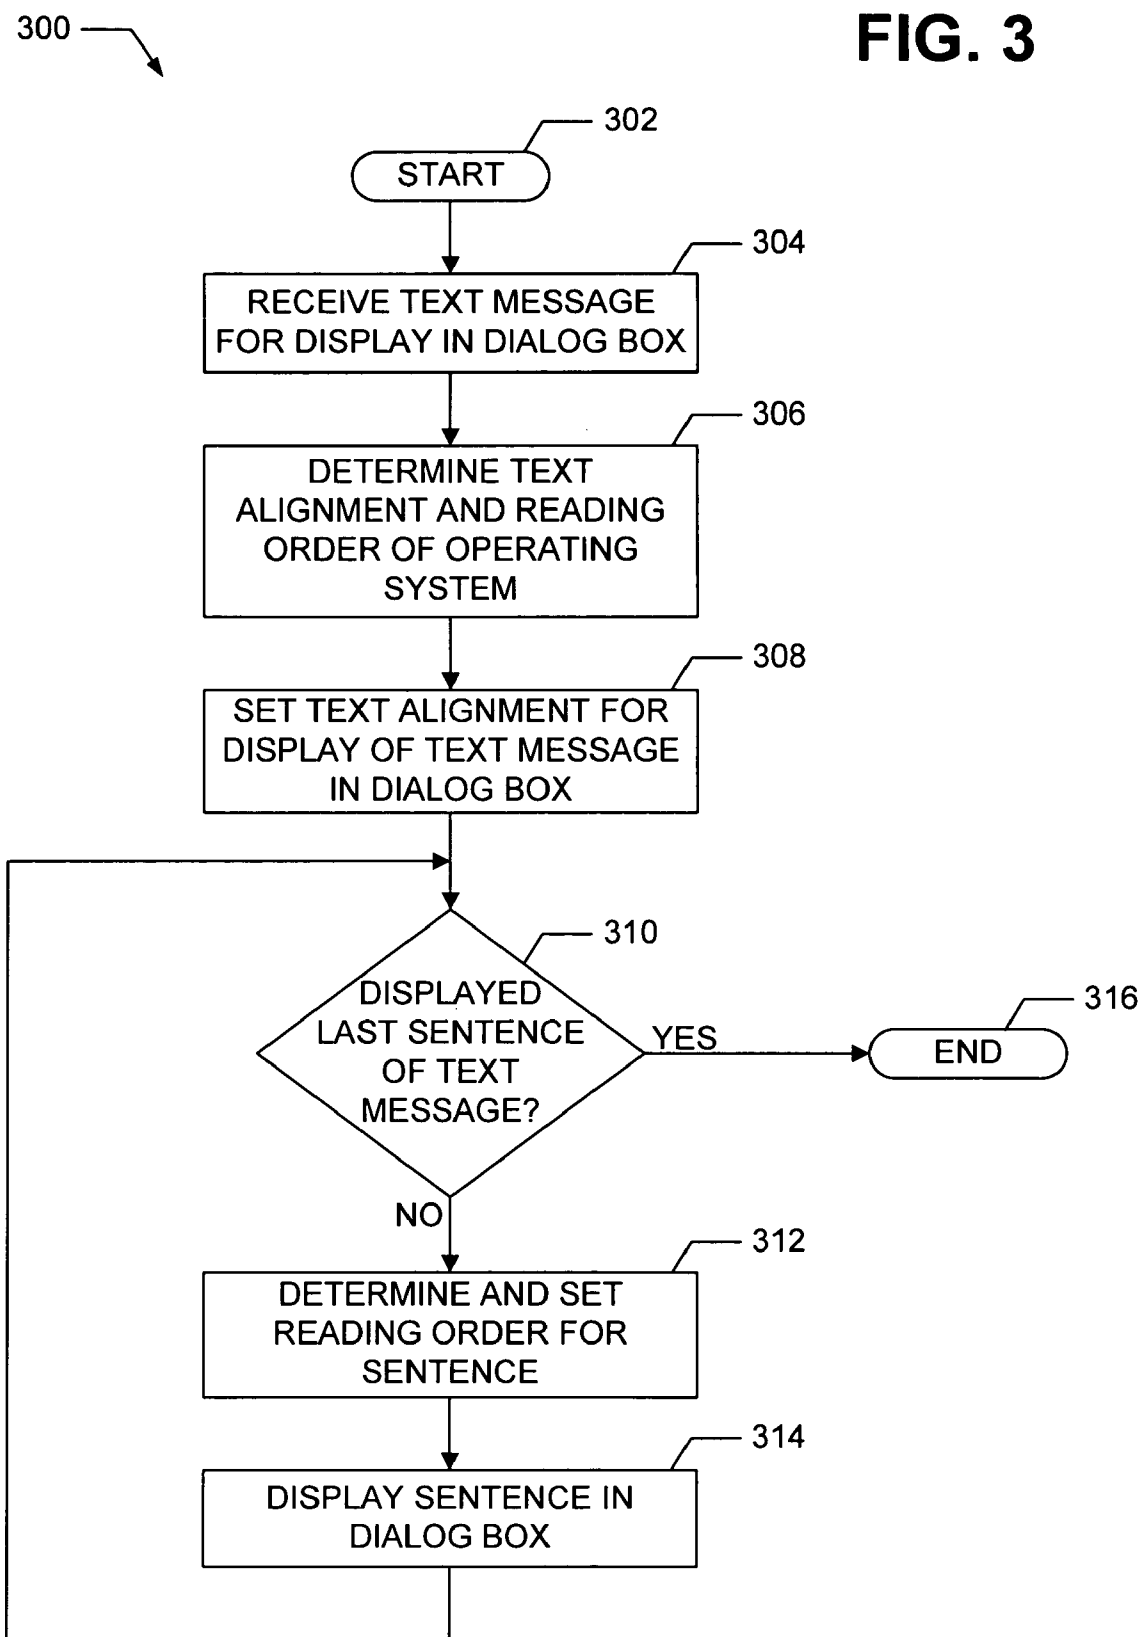 300
FIG. 3
302
START
304
RECEIVE TEXT MESSAGE
FOR DISPLAY IN DIALOG BOX
306
DETERMINE TEXT
ALIGNMENT AND READING
ORDER OF OPERATING
SYSTEM
308
SET TEXT ALIGNMENT FOR
DISPLAY OF TEXT MESSAGE
IN DIALOG BOX
310
DISPLAYED
LAST SENTENCE
OF TEXT
MESSAGE?
YES
316
END
NO
312
DETERMINE AND SET
READING ORDER FOR
SENTENCE
314
DISPLAY SENTENCE IN
DIALOG BOX